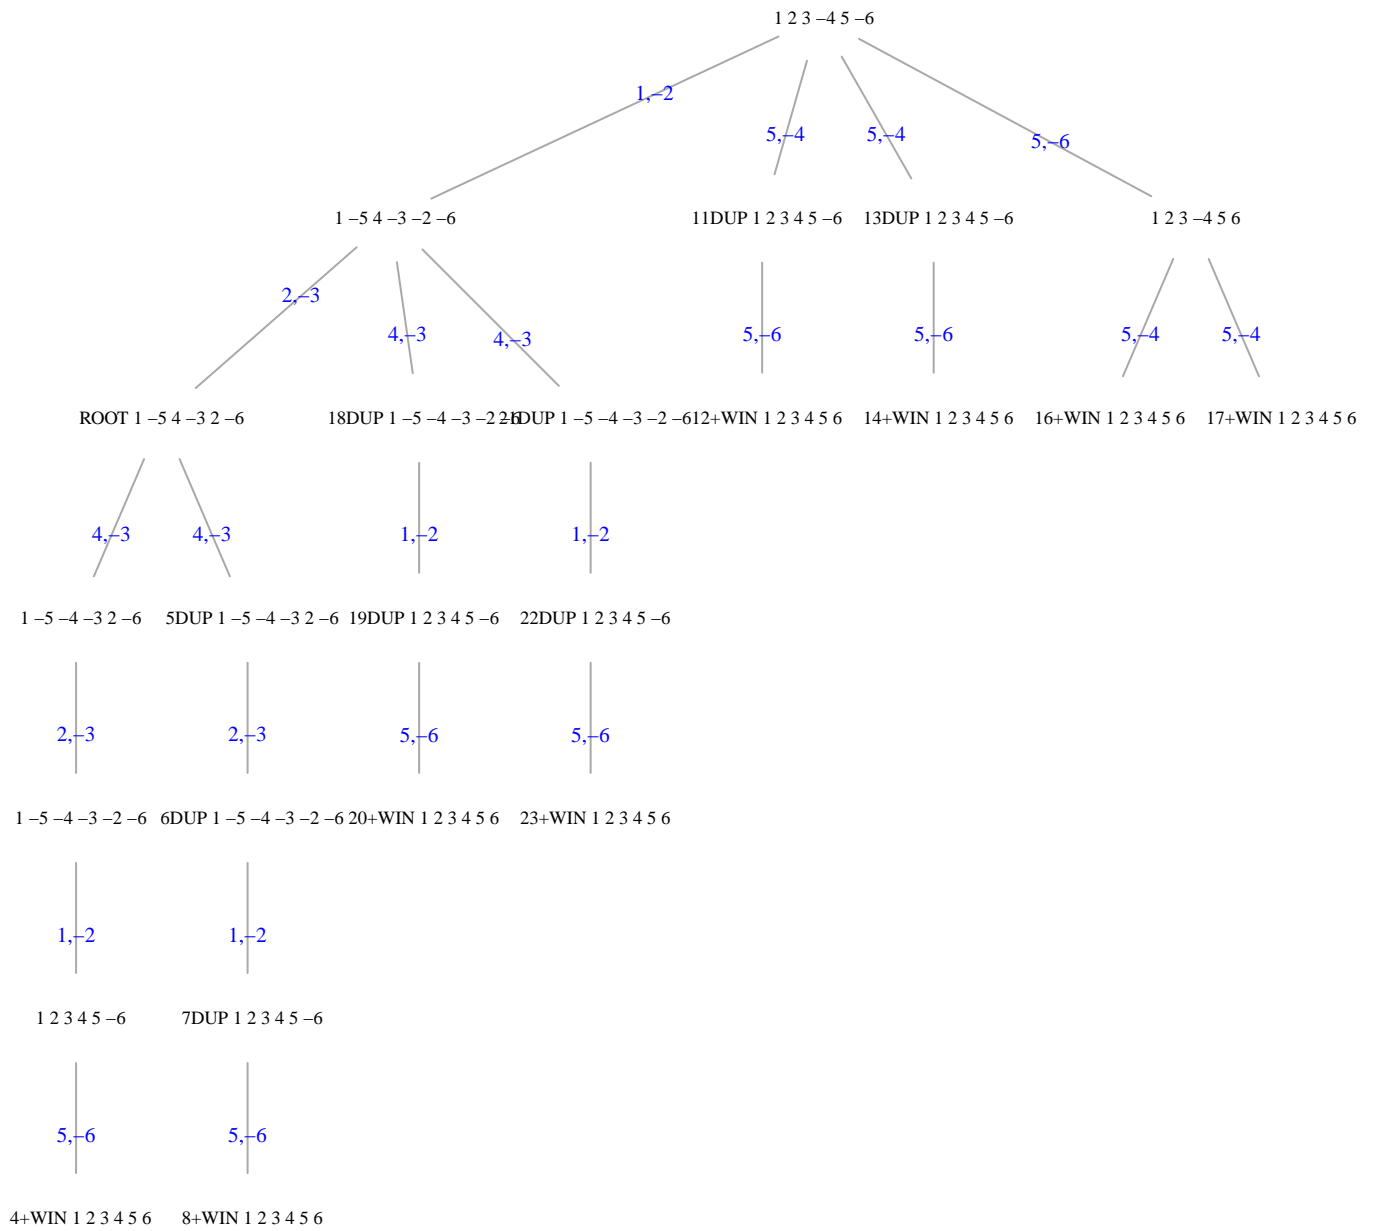 1 2 3 –4 5 –6
1,–2
5,–4
5,–4
5,–6
1 –5 4 –3 –2 –6
11DUP 1 2 3 4 5 –6
13DUP 1 2 3 4 5 –6
1 2 3 –4 5 6
2,–3
4,–3
4,–3
5,–6
5,–6
5,–4
5,–4
ROOT 1 –5 4 –3 2 –6
18DUP 1 –5 –4 –3 –2 –6
21DUP 1 –5 –4 –3 –2 –6
12+WIN 1 2 3 4 5 6
14+WIN 1 2 3 4 5 6
16+WIN 1 2 3 4 5 6
17+WIN 1 2 3 4 5 6
4,–3
4,–3
1,–2
1,–2
1 –5 –4 –3 2 –6
5DUP 1 –5 –4 –3 2 –6
19DUP 1 2 3 4 5 –6
22DUP 1 2 3 4 5 –6
2,–3
2,–3
5,–6
5,–6
1 –5 –4 –3 –2 –6
6DUP 1 –5 –4 –3 –2 –6
20+WIN 1 2 3 4 5 6
23+WIN 1 2 3 4 5 6
1,–2
1,–2
1 2 3 4 5 –6
7DUP 1 2 3 4 5 –6
5,–6
5,–6
4+WIN 1 2 3 4 5 6
8+WIN 1 2 3 4 5 6